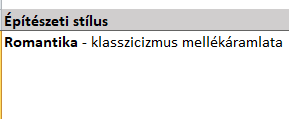 Építészeti stílus
Romantika - klasszicizmus mellékáramlata